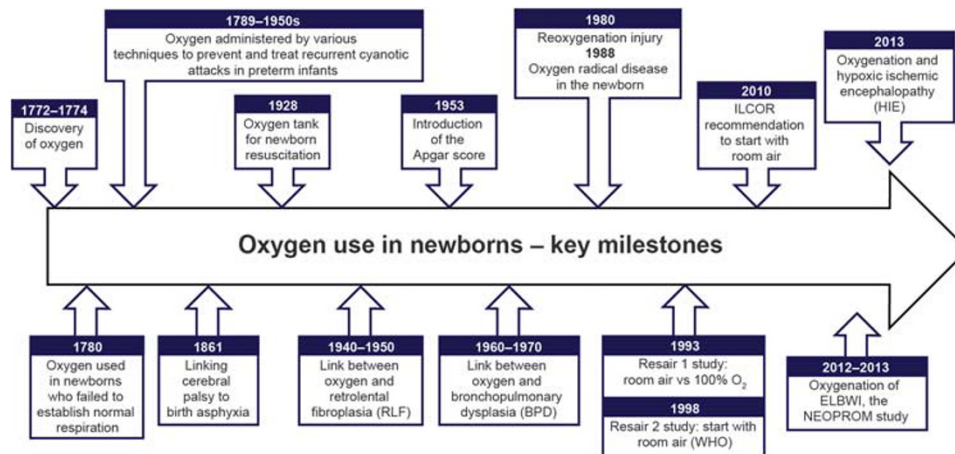 1772–1774
Discovery
of oxygen
1789–1950s
Oxygen administered by various
techniques to prevent and treat recurrent cyanotic
attacks in preterm infants
1928
Oxygen tank
for newborn
resuscitation
1953
Introduction
of the
Apgar score
1980
Reoxygenation injury
1988
Oxygen radical disease
in the newborn
2010
ILCOR
recommendation
to start with
room air
2013
Oxygenation and
hypoxic ischemic
encephalopathy
(HIE)
Oxygen use in newborns – key milestones
1780
Oxygen used
in newborns
who failed to
establish normal
respiration
1861
Linking
cerebral
palsy to
birth asphyxia
1940–1950
Link between
oxygen and
retrolental
fibroplasia (RLF)
1960–1970
Link between
oxygen and
bronchopulmonary
dysplasia (BPD)
1993
Resair 1 study:
room air vs 100% O₂
1998
Resair 2 study: start with
room air (WHO)
2012–2013
Oxygenation of
ELBWI, the
NEOPROM study